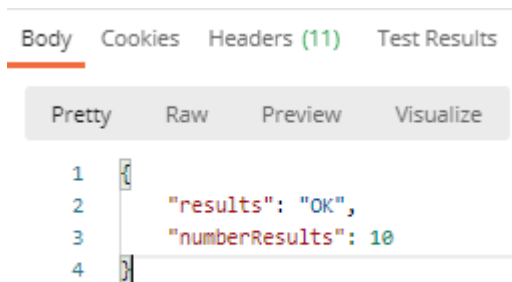 Body Cookies Headers (11) Test Results
Pretty Raw Preview Visualize
1 {
2 "results": "OK",
3 "numberResults": 10
4 }